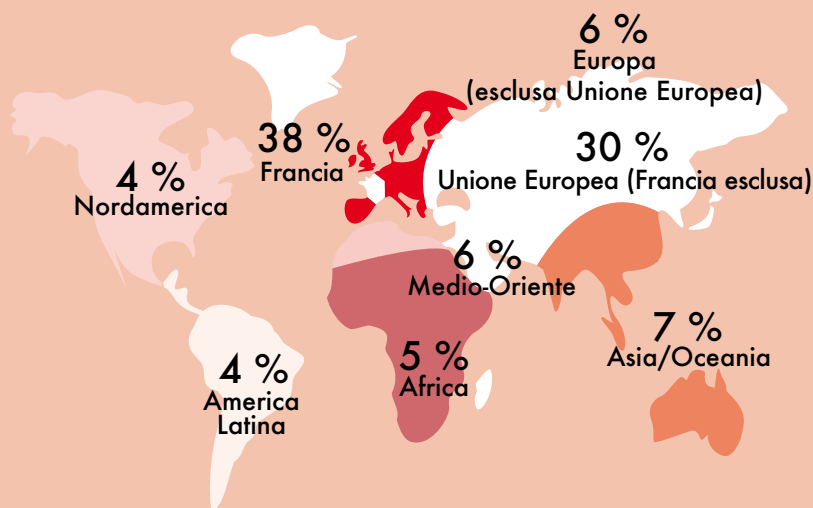 6 %
Europa
(esclusa Unione Europea)
38 %
Francia
30 %
Unione Europea (Francia esclusa)
4 %
Nordamerica
6 %
Medio-Oriente
7 %
Asia/Oceania
5 %
Africa
4 %
America
Latina